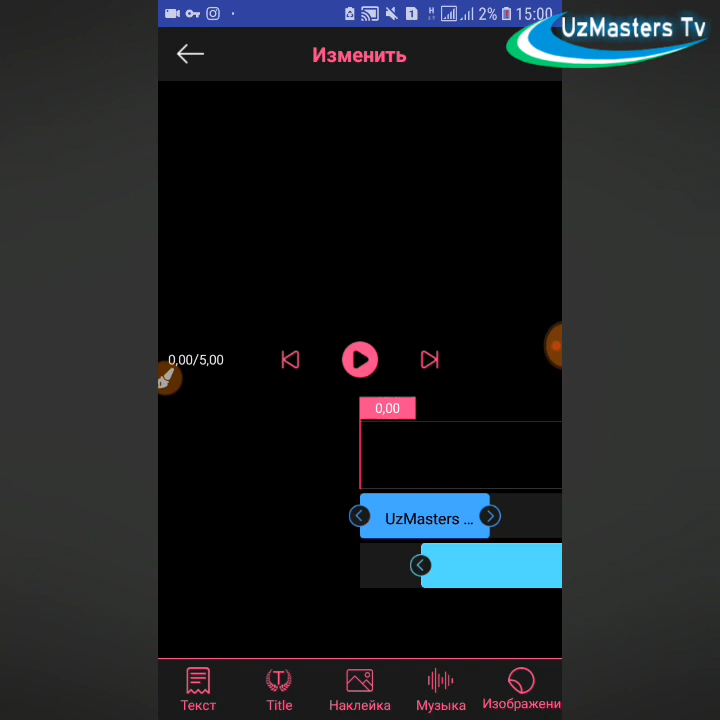 2% 15:00
UzMasters Tv
Изменить
0,00/5,00
0,00
UzMasters ...
Текст
Title
Наклейка
Музыка
Изображени